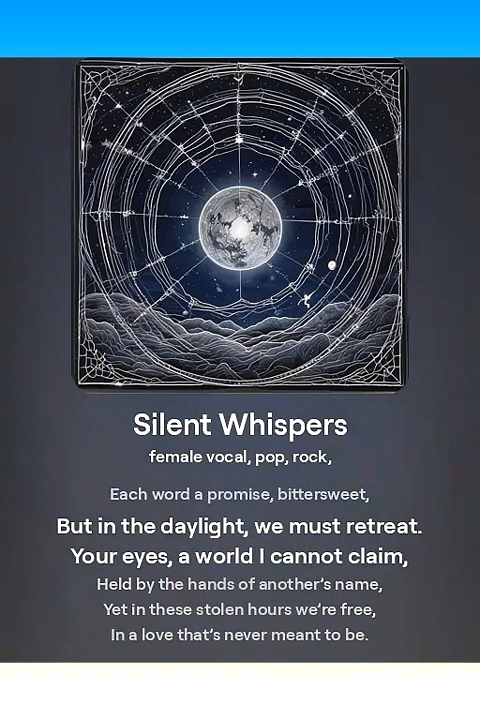 Silent Whispers
female vocal, pop, rock,
Each word a promise, bittersweet,
But in the daylight, we must retreat.
Your eyes, a world I cannot claim,
Held by the hands of another’s name,
Yet in these stolen hours we’re free,
In a love that’s never meant to be.